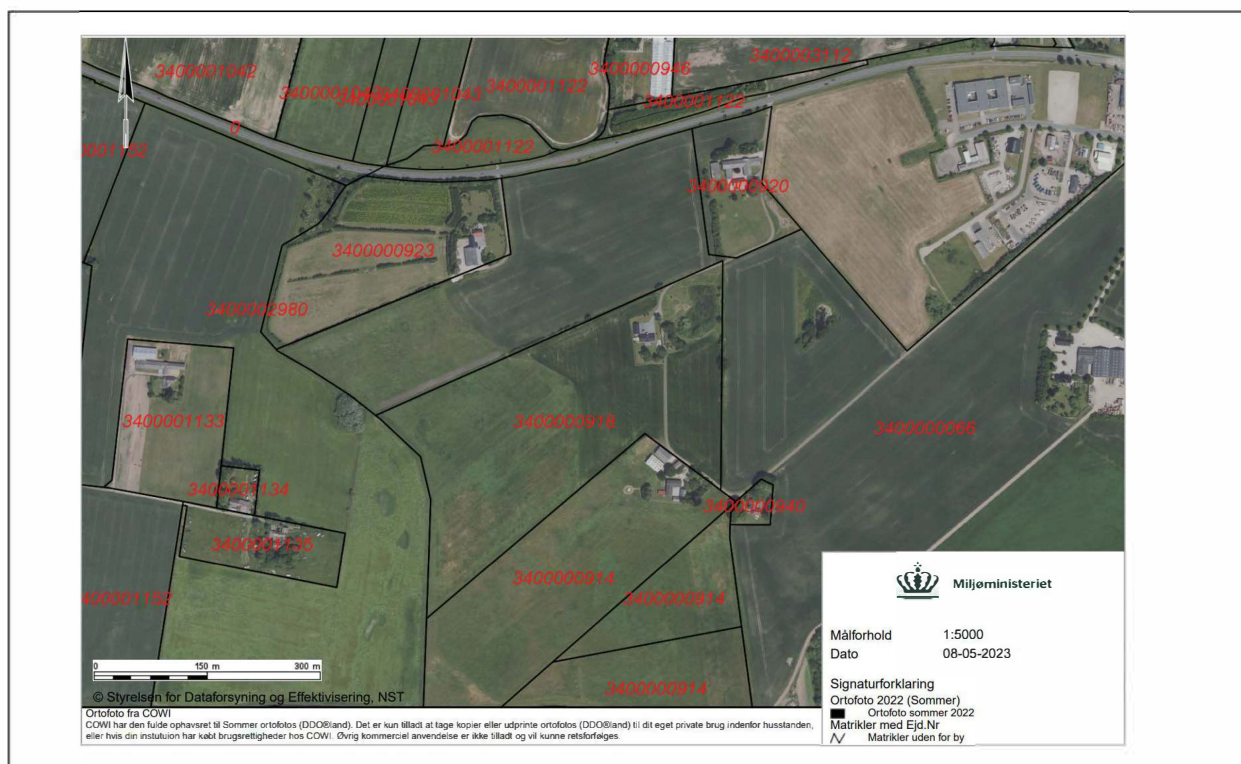 3400001042
3400003112
3400000946
3400001122
3400001043
3400001122
0
0001152
3400001122
3400000920
3400000923
3400002980
3400001133
3400000918
3400000065
3400001134
3400000940
3400001135
3400000914
3400000914
400001152
3400000914
0 150 m 300 m
© Styrelsen for Dataforsyning og Effektivisering, NST
Ortofoto fra COWI
COWI har den fulde ophavsret til Sommer ortofotos (DDO®land). Det er kun tilladt at tage kopier eller udprinte ortofotos (DDO®land) til dit eget private brug indenfor husstanden,
eller hvis din instutuion har købt brugsrettigheder hos COWI. Øvrig kommerciel anvendelse er ikke tilladt og vil kunne retsforfølges.
Miljøministeriet
Målforhold 1:5000
Dato 08-05-2023
Signaturforklaring
Ortofoto 2022 (Sommer)
Ortofoto sommer 2022
Matrikler med Ejd.Nr
Matrikler uden for by